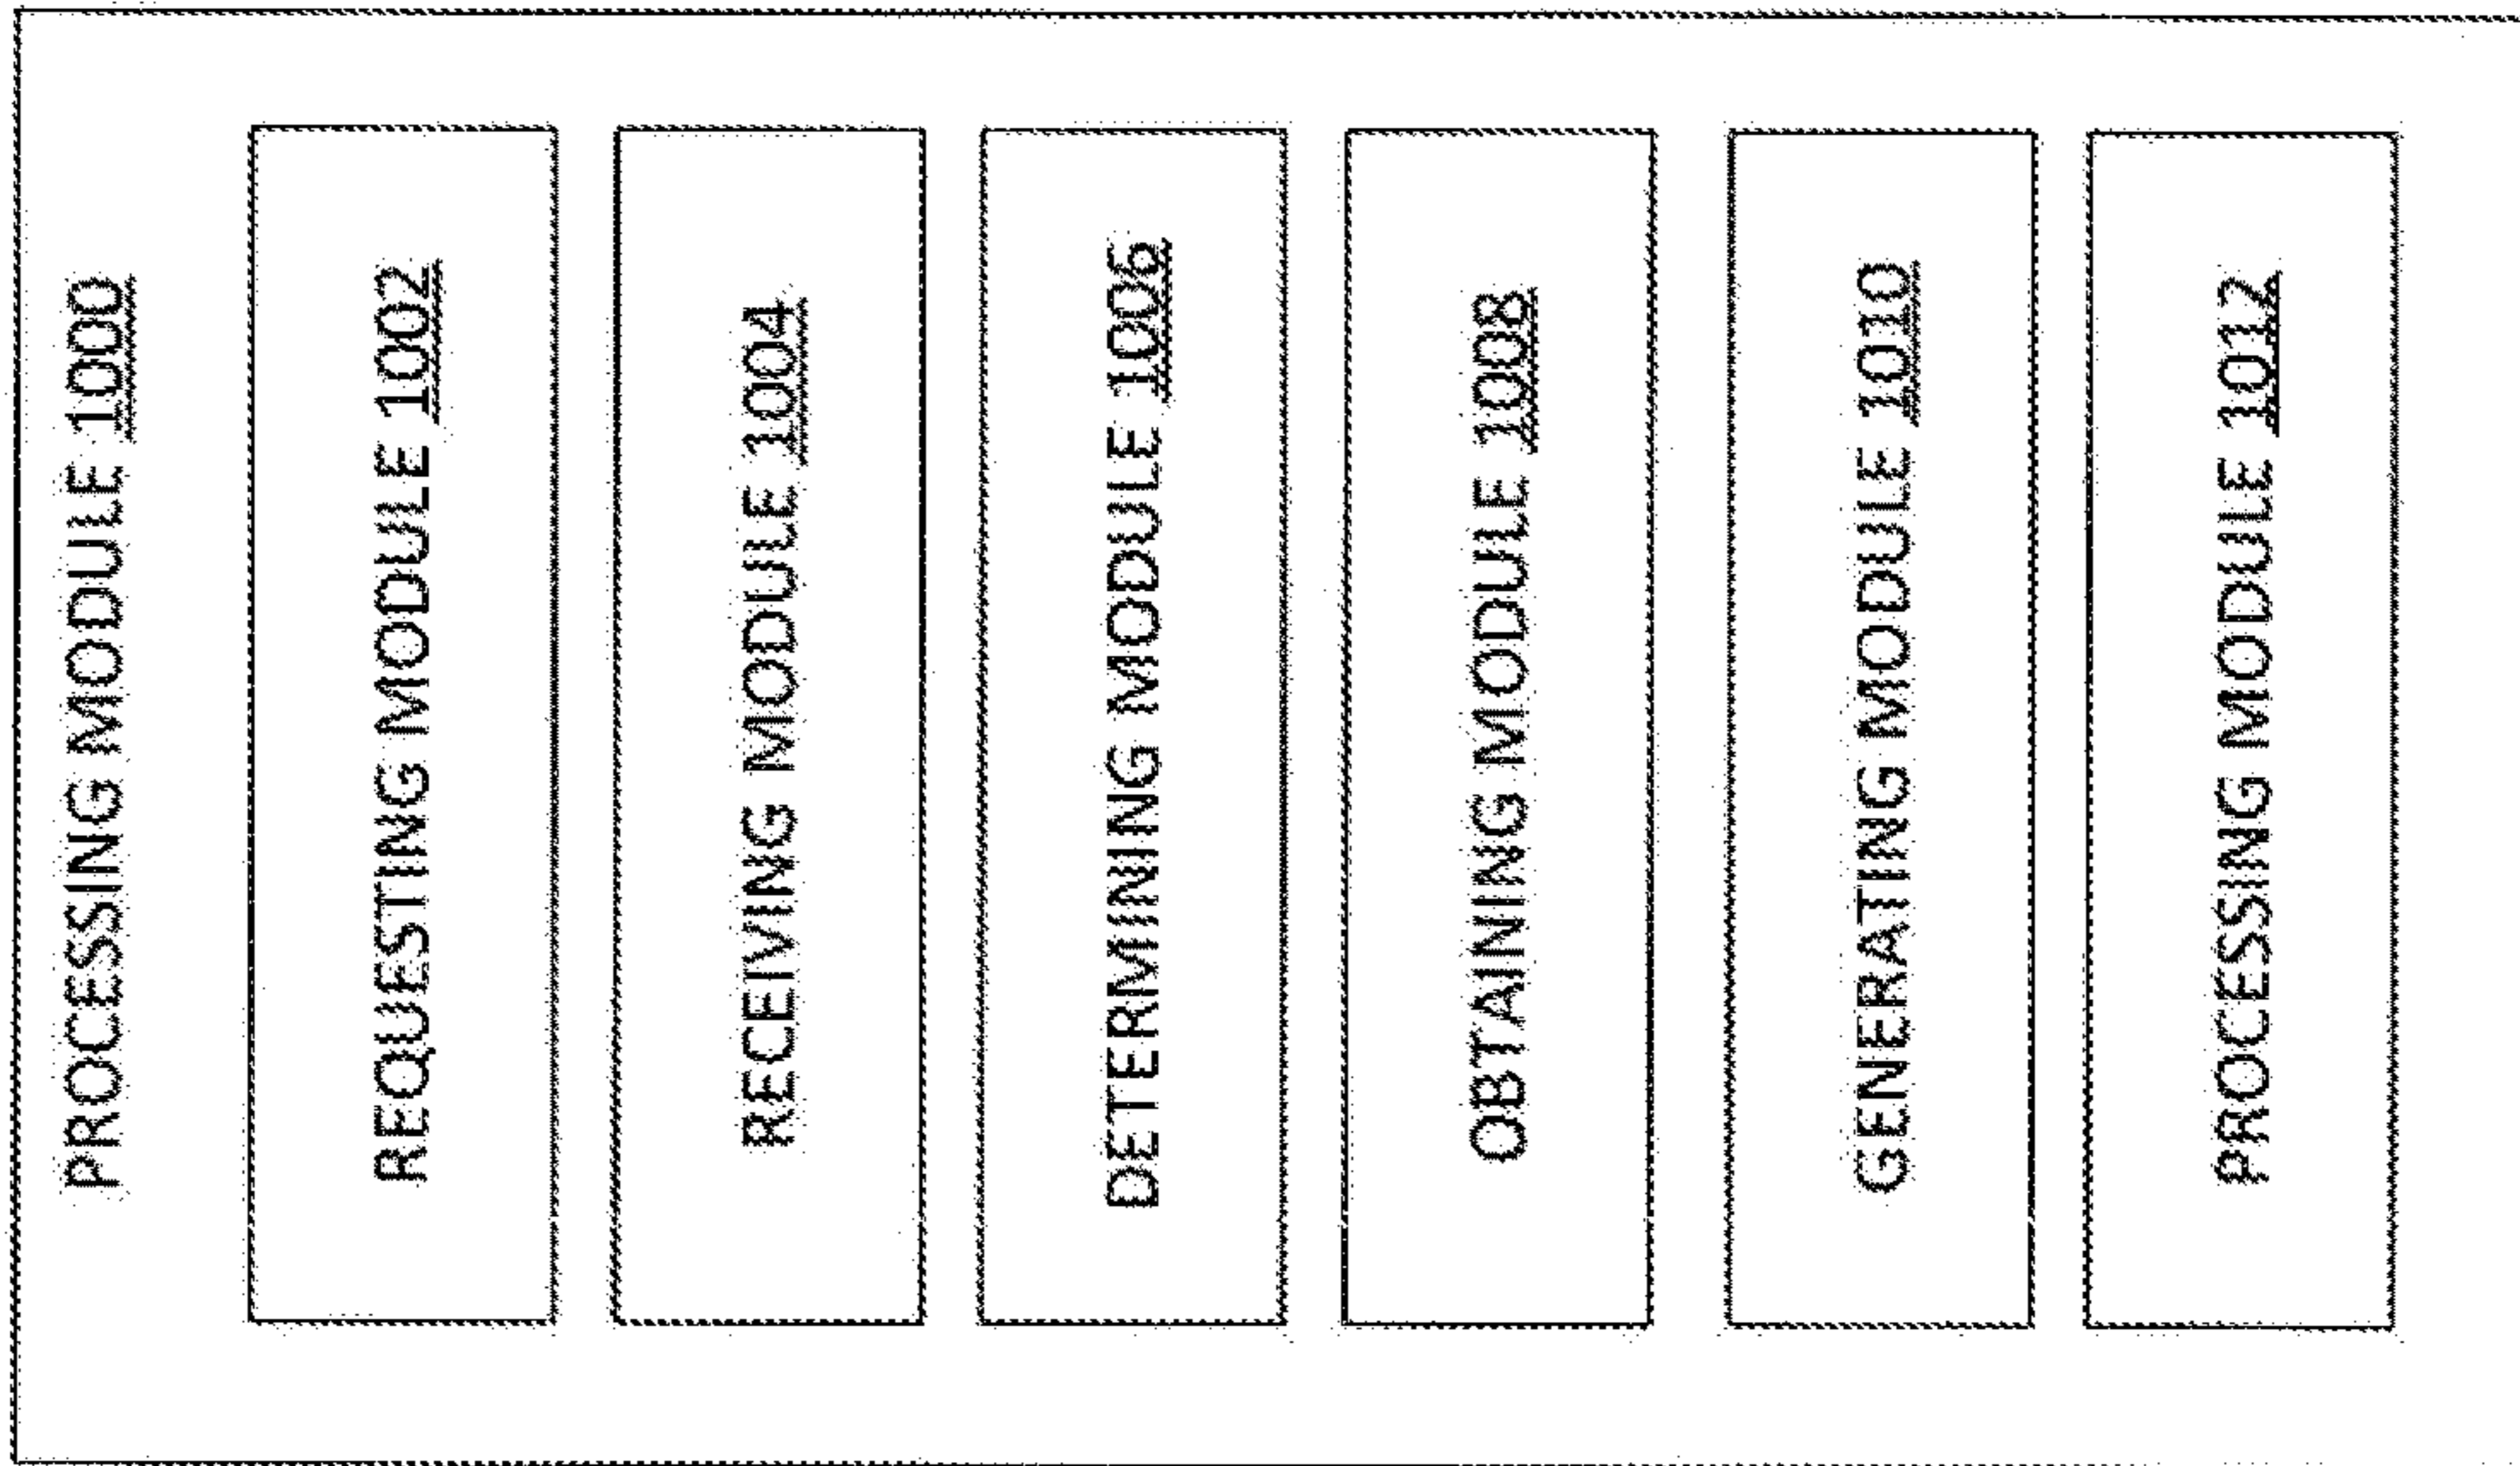 PROCESSING MODULE 1000
REQUESTING MODULE 1002
RECEIVING MODULE 1004
DETERMINING MODULE 1006
OBTAINING MODULE 1008
GENERATING MODULE 1010
PROCESSING MODULE 1012